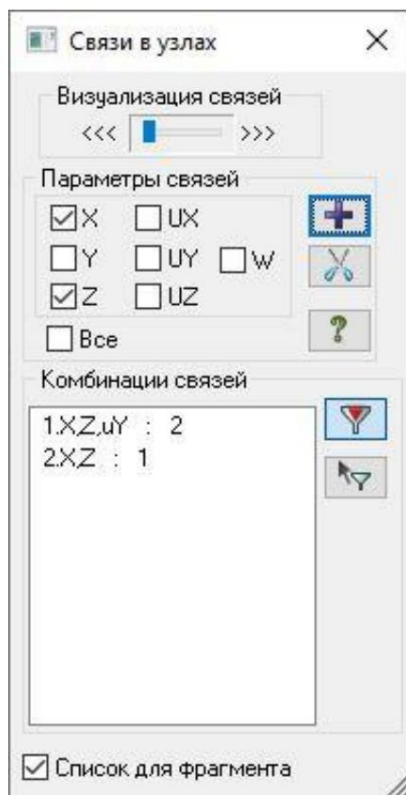 Связи в узлах
Визуализация связей
<<< >>>
Параметры связей
X UX
Y UY W
Z UZ
Все
Комбинации связей
1.X,Z,uY : 2
2.X,Z : 1
Список для фрагмента